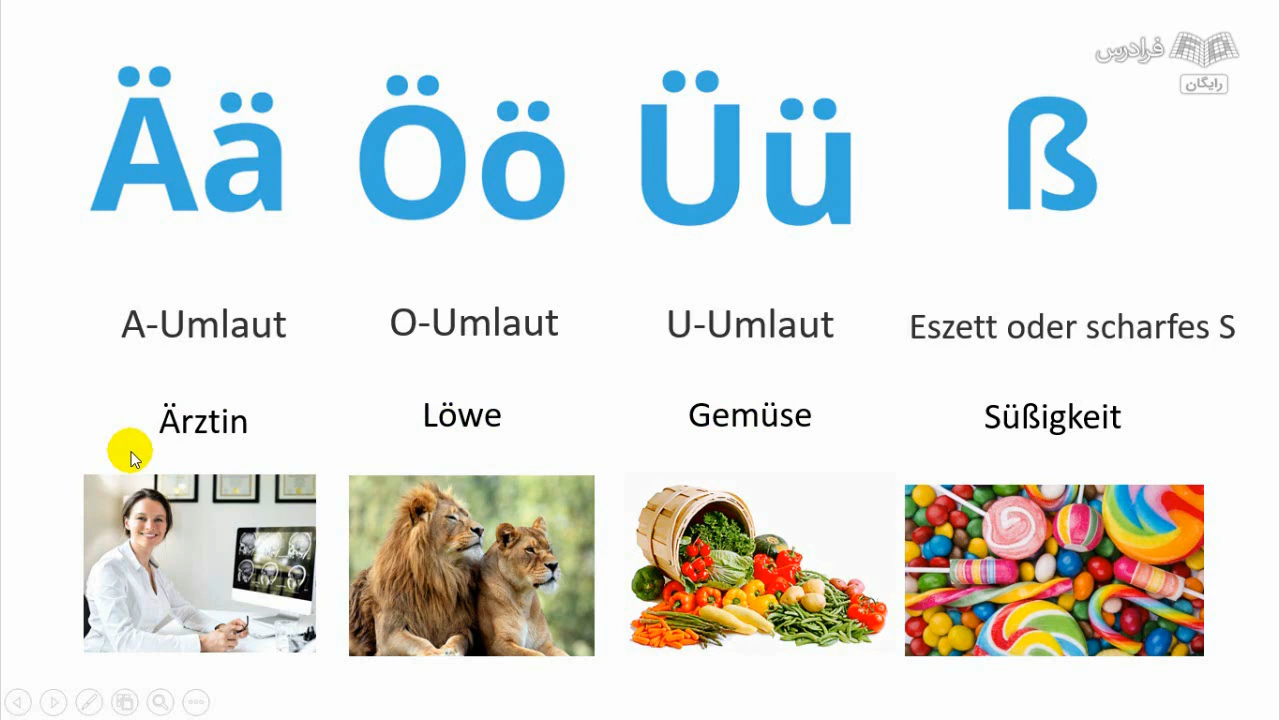 فرادرس
رایگان
Ää Öö Üü ß
A-Umlaut O-Umlaut U-Umlaut Eszett oder scharfes S
Ärztin Löwe Gemüse Süßigkeit